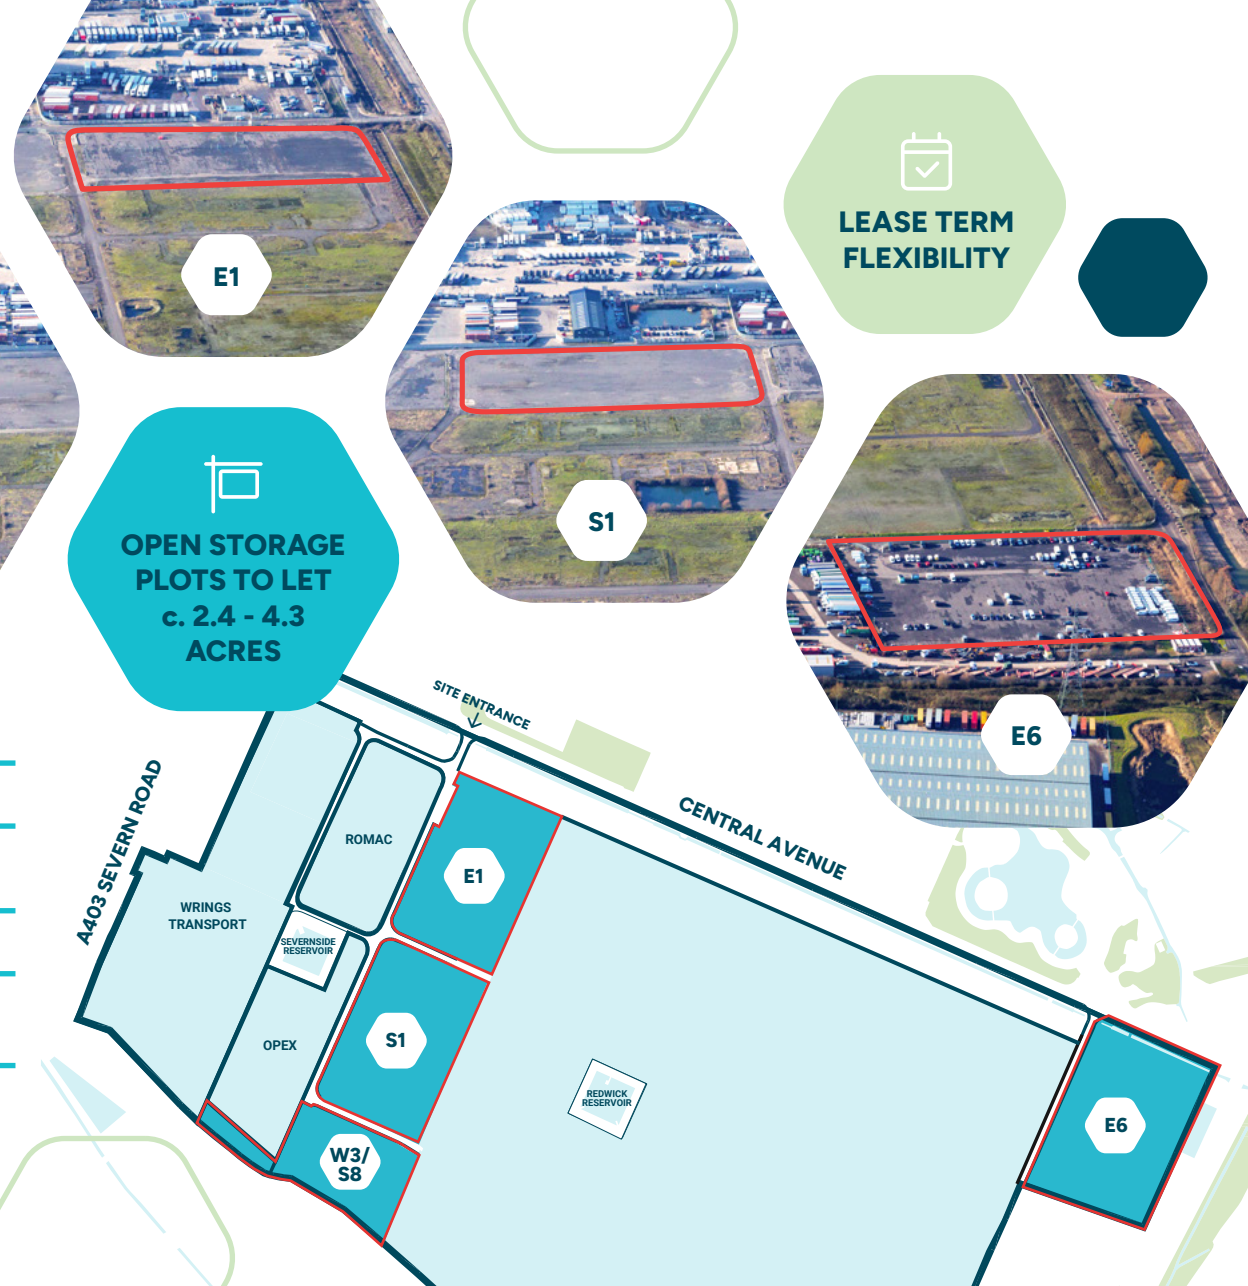 E1
LEASE TERM
FLEXIBILITY
S1
OPEN STORAGE
PLOTS TO LET
c. 2.4 - 4.3
ACRES
E6
SITE ENTRANCE
A403 SEVERN ROAD
CENTRAL AVENUE
ROMAC
E1
WRINGS
TRANSPORT
SEVERNSIDE
RESERVOIR
OPEX
S1
REDWICK
RESERVOIR
E6
W3/
S8